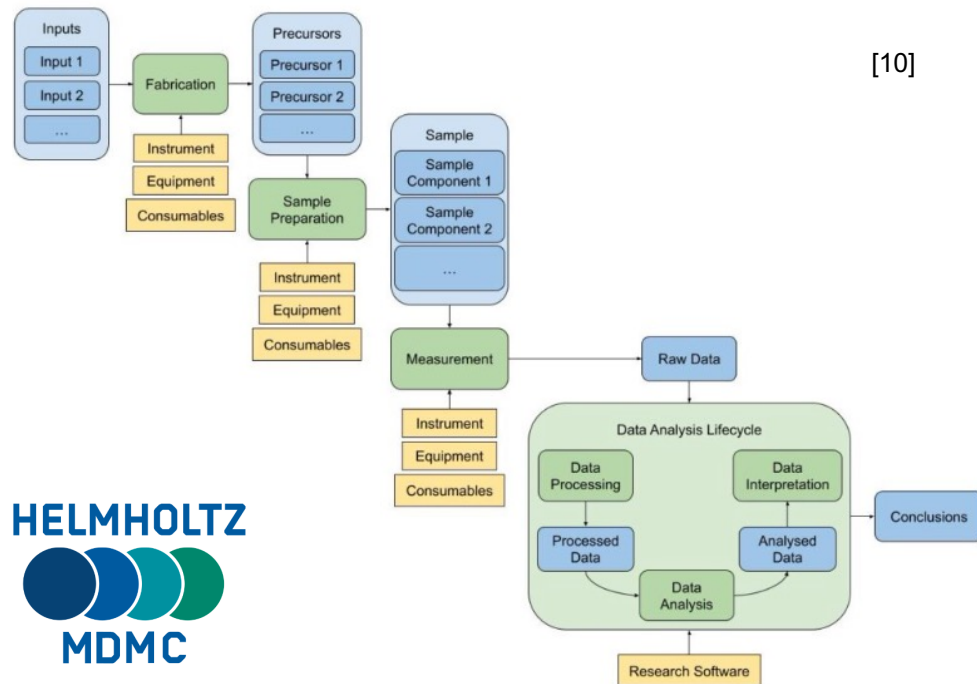 Inputs
Input 1
Input 2
...
Fabrication
Instrument
Equipment
Consumables
Precursors
Precursor 1
Precursor 2
...
Sample
Preparation
Instrument
Equipment
Consumables
Sample
Sample
Component 1
Sample
Component 2
...
Measurement
Instrument
Equipment
Consumables
[10]
Raw Data
Data Analysis Lifecycle
Data
Processing
Processed
Data
Data
Analysis
Analysed
Data
Data
Interpretation
Conclusions
Research Software
HELMHOLTZ
MDMC